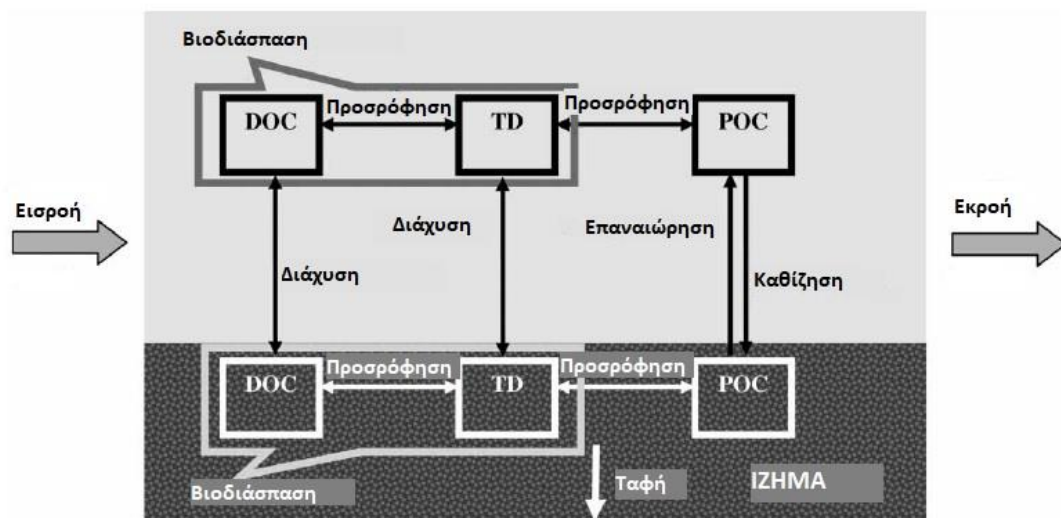 Βιοδιάσπαση
Προσρόφηση Προσρόφηση
DOC TD POC
Εισροή Διάχυση Επαναιώρηση Εκροή
Διάχυση Καθίζηση
Προσρόφηση Προσρόφηση
DOC TD POC
Βιοδιάσπαση Ταφή ΙΖΗΜΑ